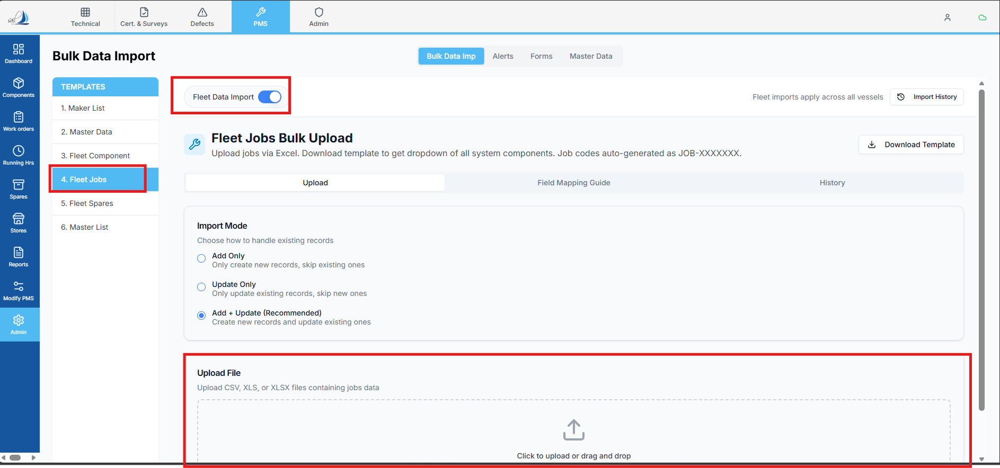 sail
Technical
Cert. & Surveys
Defects
PMS
Admin
Dashboard
Components
Work orders
Running Hrs
Spares
Stores
Reports
Modify PMS
Admin
Bulk Data Import
Bulk Data Imp
Alerts
Forms
Master Data
TEMPLATES
1. Maker List
2. Master Data
3. Fleet Component
4. Fleet Jobs
5. Fleet Spares
6. Master List
Fleet Data Import
Fleet imports apply across all vessels
Import History
Fleet Jobs Bulk Upload
Upload jobs via Excel. Download template to get dropdown of all system components. Job codes auto-generated as JOB-XXXXXXX.
Download Template
Upload
Field Mapping Guide
History
Import Mode
Choose how to handle existing records
Add Only
Only create new records, skip existing ones
Update Only
Only update existing records, skip new ones
Add + Update (Recommended)
Create new records and update existing ones
Upload File
Upload CSV, XLS, or XLSX files containing jobs data
Click to upload or drag and drop